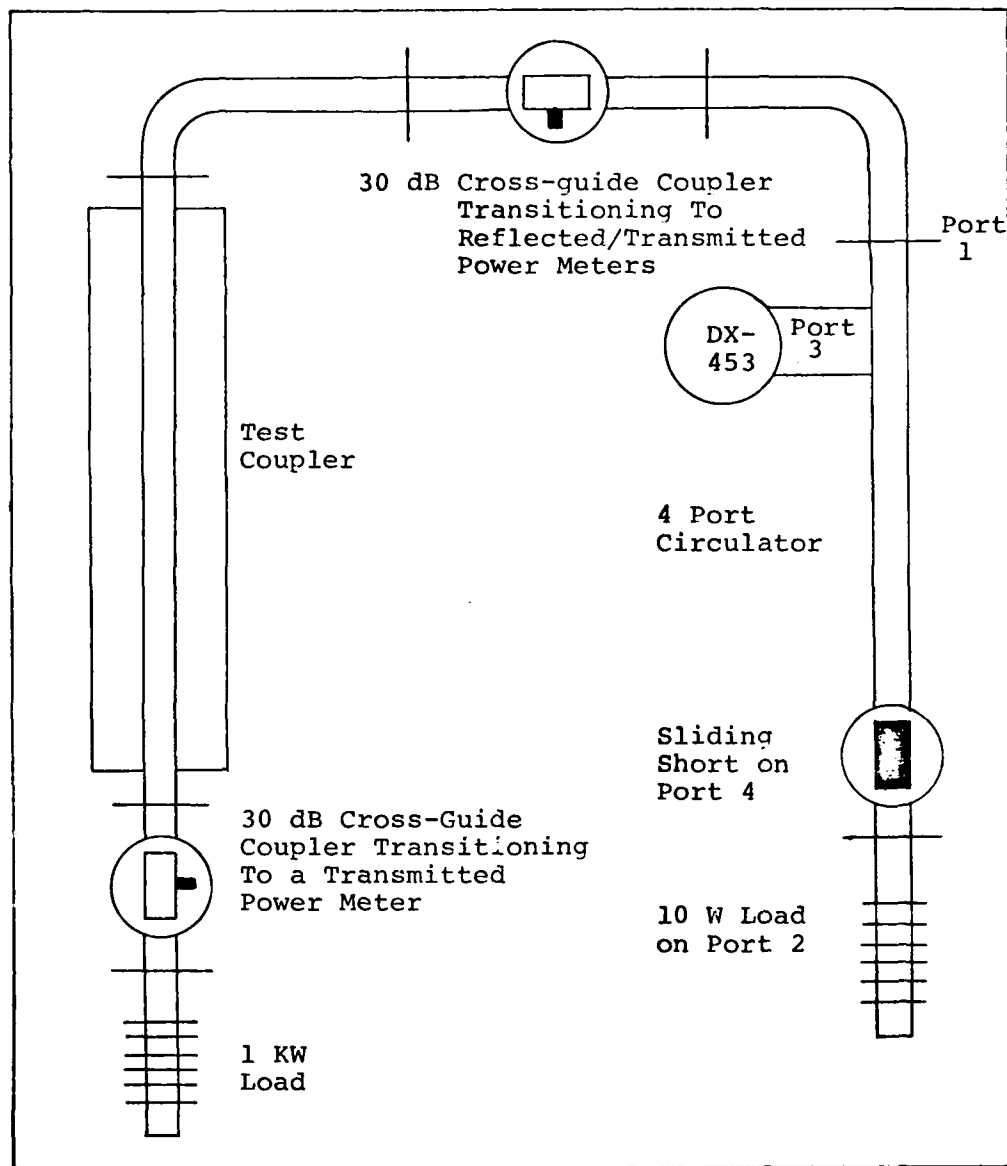 30 dB Cross-guide Coupler
Transitioning To
Reflected/Transmitted
Power Meters
Port
1
DX-
453
Port
3
Test
Coupler
4 Port
Circulator
Sliding
Short on
Port 4
30 dB Cross-Guide
Coupler Transitioning
To a Transmitted
Power Meter
10 W Load
on Port 2
1 KW
Load